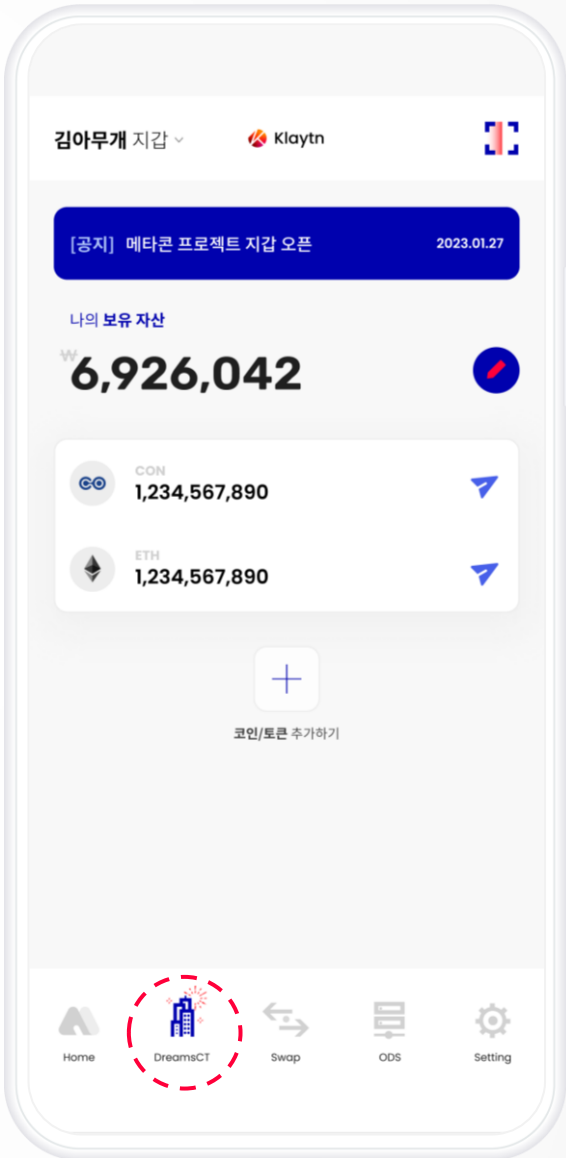 김아무개 지갑
Klaytn
[공지] 메타콘 프로젝트 지갑 오픈 2023.01.27
나의 보유 자산
₩6,926,042
CON
1,234,567,890
ETH
1,234,567,890
코인/토큰 추가하기
Home DreamsCT Swap ODS Setting